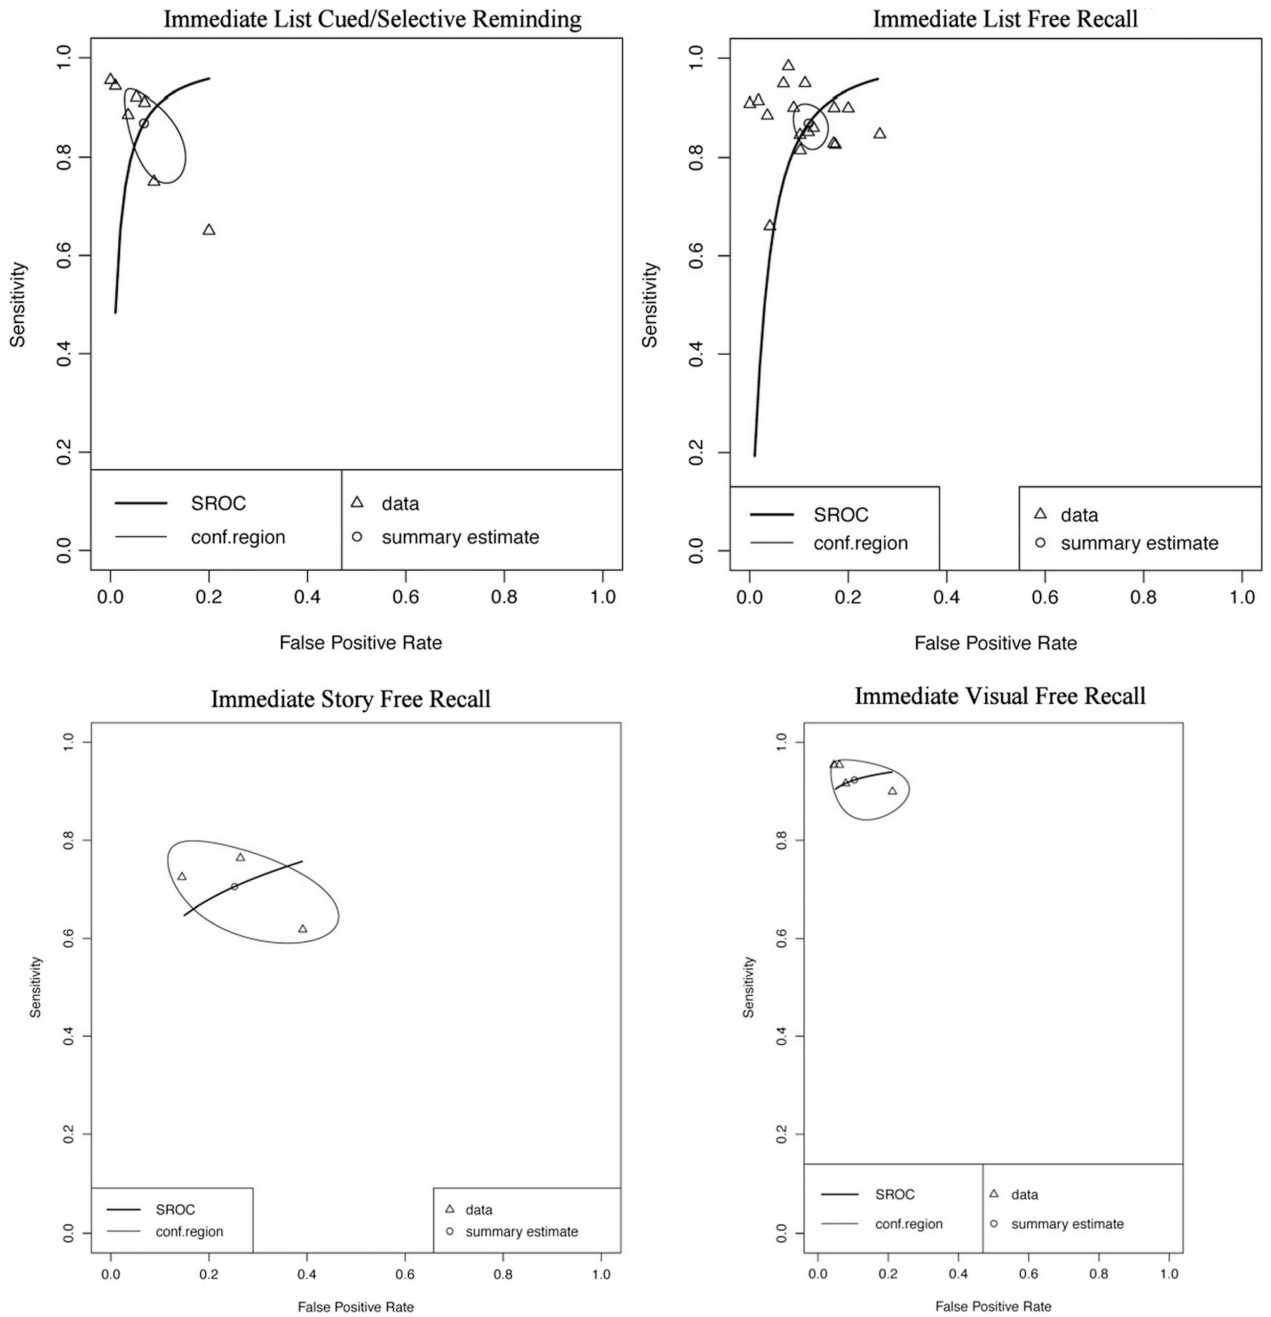 Immediate List Cued/Selective Reminding
Sensitivity
1.0
0.8
0.6
0.4
0.2
0.0
SROC
conf.region
data
summary estimate
0.0 0.2 0.4 0.6 0.8 1.0
False Positive Rate
Immediate List Free Recall
Sensitivity
1.0
0.8
0.6
0.4
0.2
0.0
SROC
conf.region
data
summary estimate
0.0 0.2 0.4 0.6 0.8 1.0
False Positive Rate
Immediate Story Free Recall
Sensitivity
1.0
0.8
0.6
0.4
0.2
0.0
SROC
conf.region
data
summary estimate
0.0 0.2 0.4 0.6 0.8 1.0
False Positive Rate
Immediate Visual Free Recall
Sensitivity
1.0
0.8
0.6
0.4
0.2
0.0
SROC
conf.region
data
summary estimate
0.0 0.2 0.4 0.6 0.8 1.0
False Positive Rate